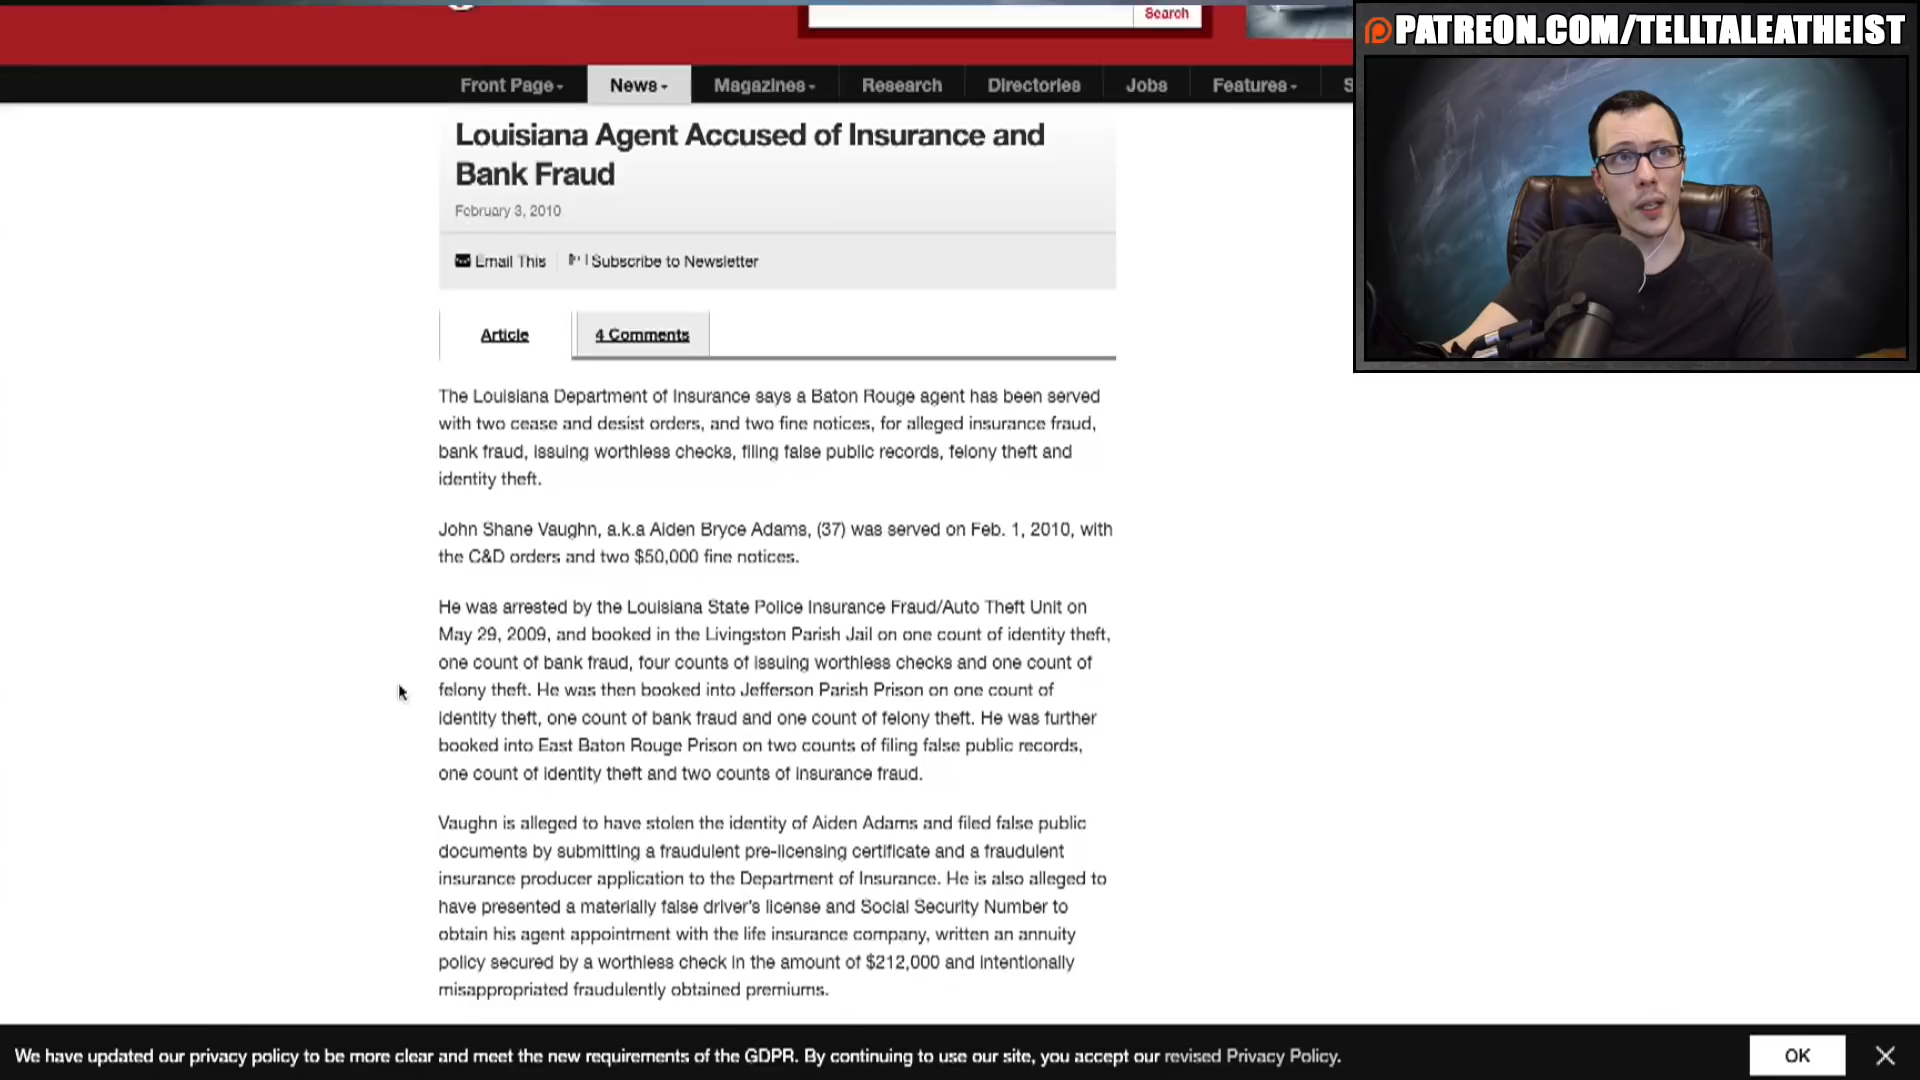 Search
PATREON.COM/TELLTALEATHEIST
Front Page
News
Magazines
Research
Directories
Jobs
Features
S
Louisiana Agent Accused of Insurance and
Bank Fraud
February 3, 2010
Email This
Subscribe to Newsletter
Article
4 Comments
The Louisiana Department of Insurance says a Baton Rouge agent has been served
with two cease and desist orders, and two fine notices, for alleged insurance fraud,
bank fraud, issuing worthless checks, filing false public records, felony theft and
identity theft.
John Shane Vaughn, a.k.a Aiden Bryce Adams, (37) was served on Feb. 1, 2010, with
the C&D orders and two $50,000 fine notices.
He was arrested by the Louisiana State Police Insurance Fraud/Auto Theft Unit on
May 29, 2009, and booked in the Livingston Parish Jail on one count of identity theft,
one count of bank fraud, four counts of issuing worthless checks and one count of
felony theft. He was then booked into Jefferson Parish Prison on one count of
identity theft, one count of bank fraud and one count of felony theft. He was further
booked into East Baton Rouge Prison on two counts of filing false public records,
one count of identity theft and two counts of insurance fraud.
Vaughn is alleged to have stolen the identity of Aiden Adams and filed false public
documents by submitting a fraudulent pre-licensing certificate and a fraudulent
insurance producer application to the Department of Insurance. He is also alleged to
have presented a materially false driver's license and Social Security Number to
obtain his agent appointment with the life insurance company, written an annuity
policy secured by a worthless check in the amount of $212,000 and intentionally
misappropriated fraudulently obtained premiums.
We have updated our privacy policy to be more clear and meet the new requirements of the GDPR. By continuing to use our site, you accept our revised Privacy Policy.
OK